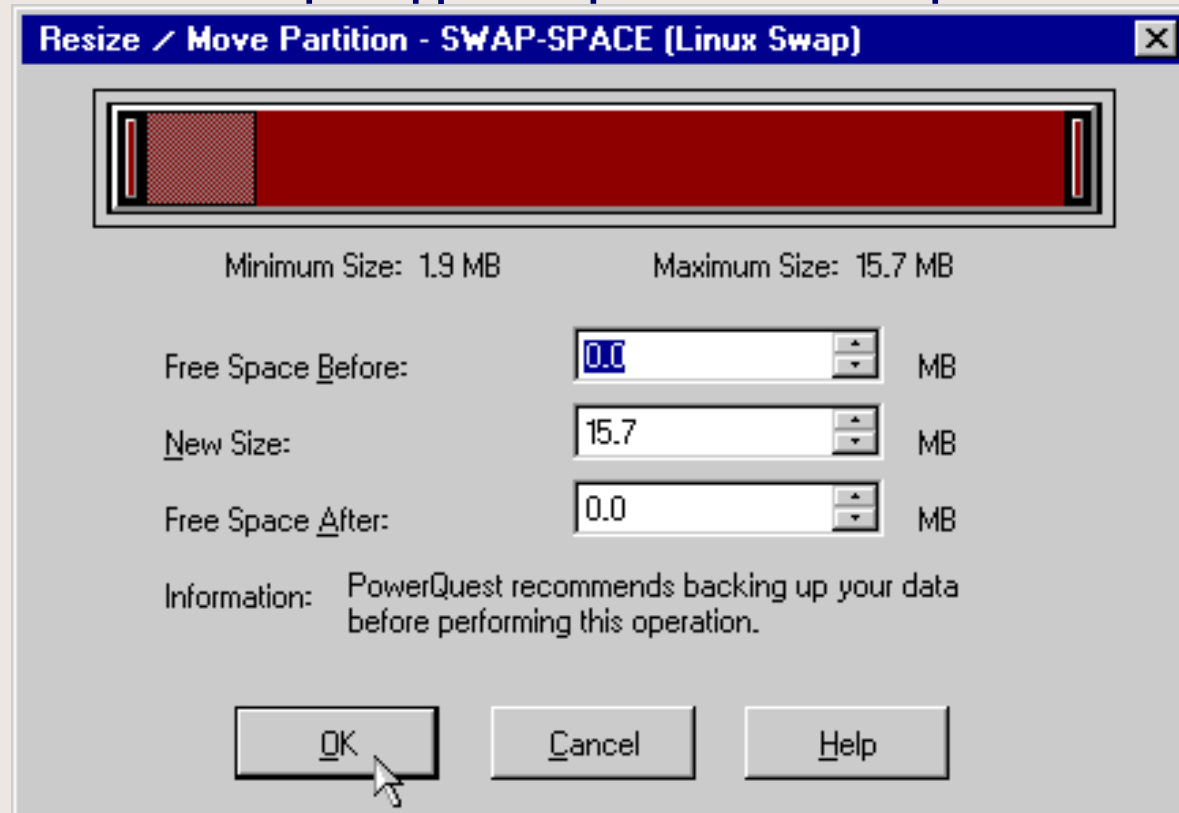 Resize / Move Partition - SWAP-SPACE (Linux Swap)
Minimum Size: 1.9 MB Maximum Size: 15.7 MB
Free Space Before: 0.0 MB
New Size: 15.7 MB
Free Space After: 0.0 MB
Information: PowerQuest recommends backing up your data
before performing this operation.
OK Cancel Help